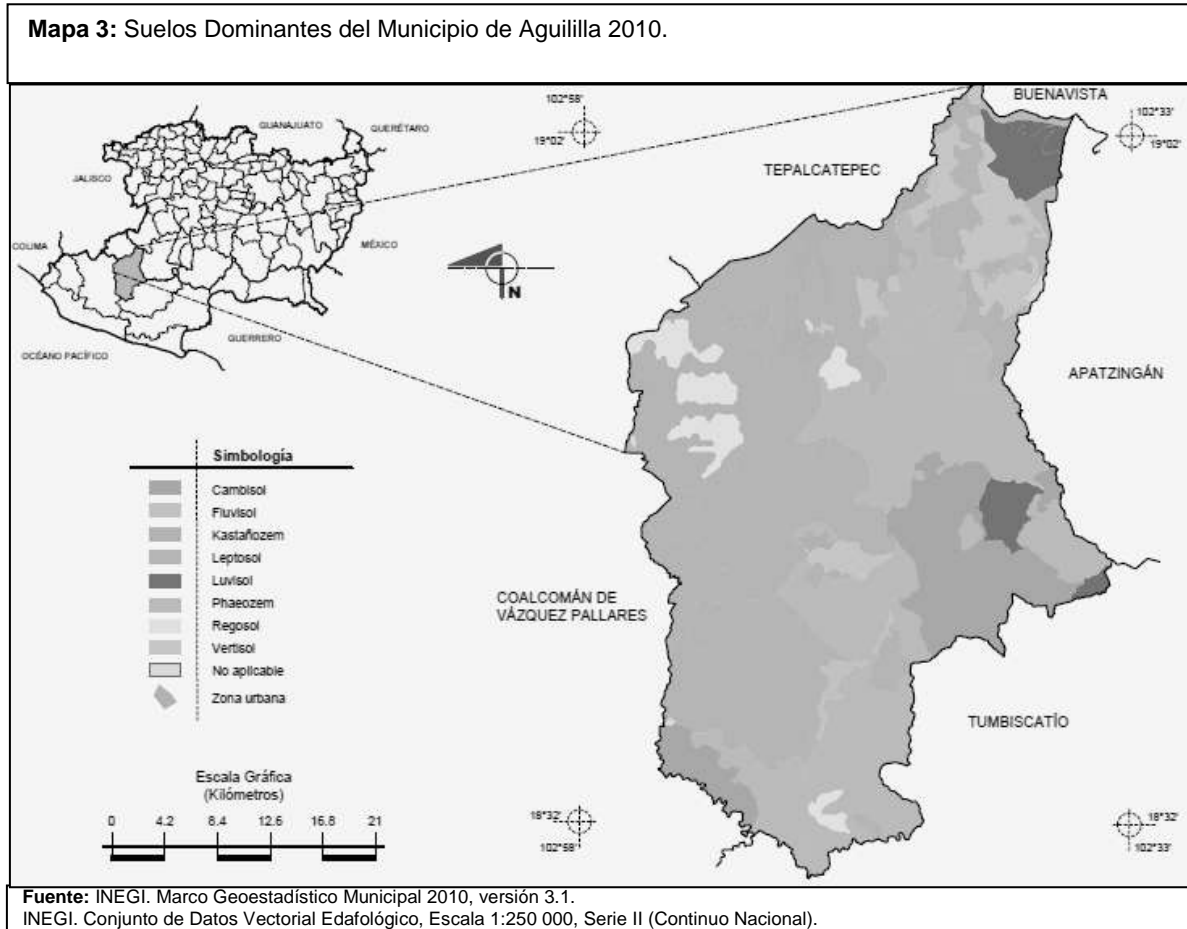 Mapa 3: Suelos Dominantes del Municipio de Aguililla 2010.
102°58'
19°02'
BUENAVISTA
102°33'
19°02'
GUANAJUATO
QUERÉTARO
JALISCO
TEPALCATEPEC
COLIMA
MÉXICO
N
GUERRERO
OCÉANO PACÍFICO
APATZINGÁN
Simbología
Cambisol
Fluvisol
Kastañozem
Leptosol
Luvisol
Phaeozem
Regosol
Vertisol
No aplicable
Zona urbana
COALCOMÁN DE
VÁZQUEZ PALLARES
TUMBISCATÍO
Escala Gráfica
(Kilómetros)
0 4.2 8.4 12.6 16.8 21
18°32'
102°58'
18°32'
102°33'
Fuente: INEGI. Marco Geoestadístico Municipal 2010, versión 3.1.
INEGI. Conjunto de Datos Vectorial Edafológico, Escala 1:250 000, Serie II (Continuo Nacional).